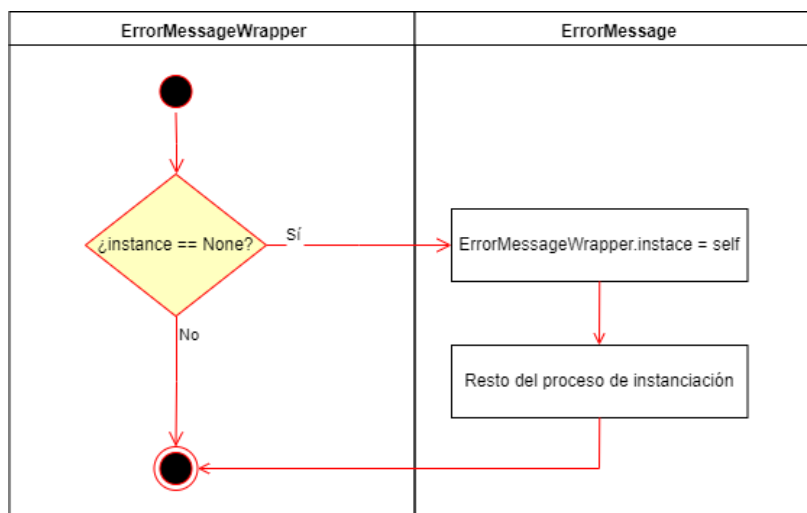 ErrorMessageWrapper
ErrorMessage
¿instance == None?
Sí
ErrorMessageWrapper.instace = self
No
Resto del proceso de instanciación